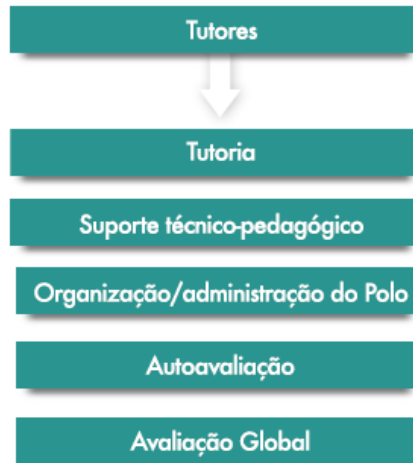 Tutores
Tutoria
Suporte técnico-pedagógico
Organização/administração do Polo
Autoavaliação
Avaliação Global